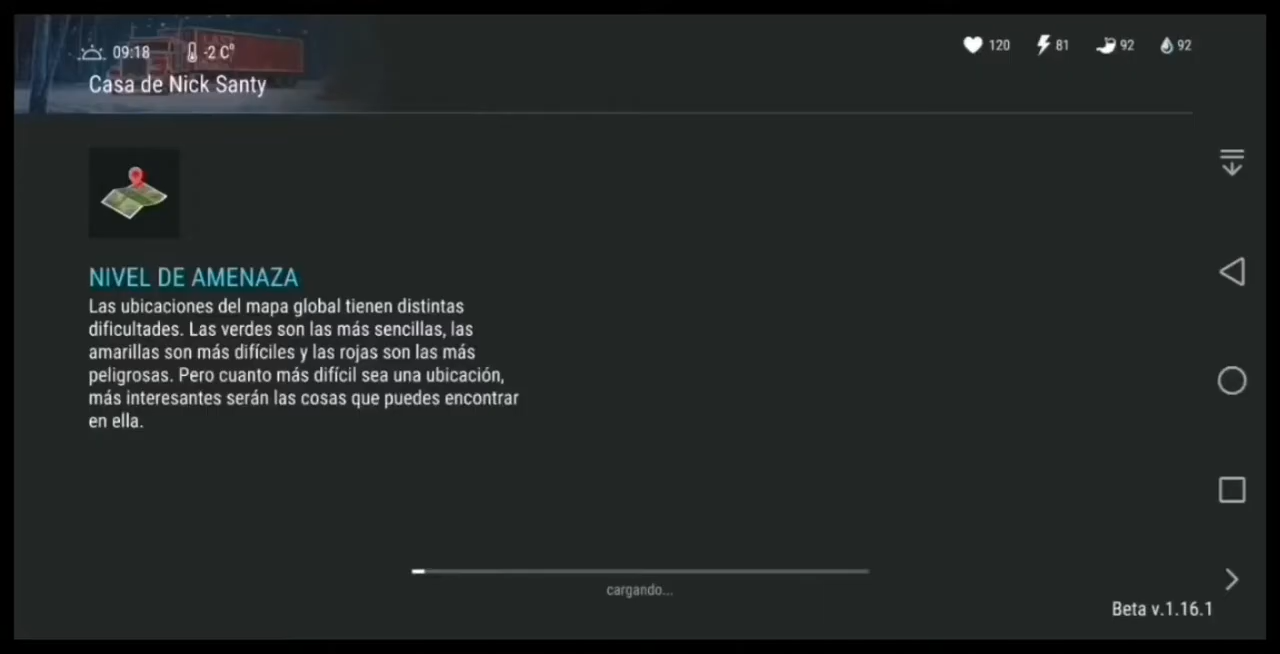 09:18 -2 C°
120 81 92 92
Casa de Nick Santy
NIVEL DE AMENAZA
Las ubicaciones del mapa global tienen distintas
dificultades. Las verdes son las más sencillas, las
amarillas son más difíciles y las rojas son las más
peligrosas. Pero cuanto más difícil sea una ubicación,
más interesantes serán las cosas que puedes encontrar
en ella.
cargando...
Beta v.1.16.1